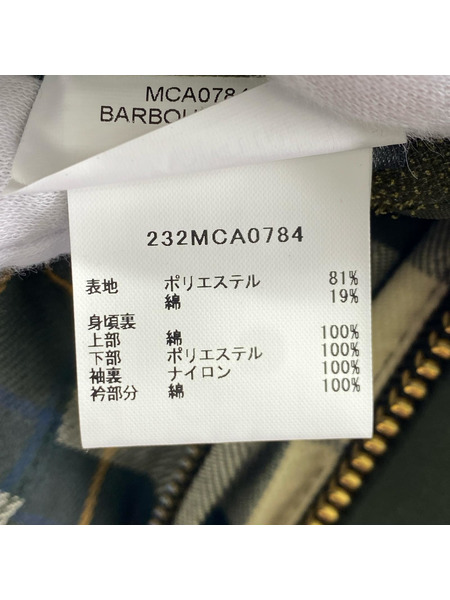 MCA0784
BARBOU
232MCA0784
表地 ポリエステル 81%
綿 19%
身頃裏
上部 綿 100%
下部 ポリエステル 100%
袖裏 ナイロン 100%
衿部分 綿 100%